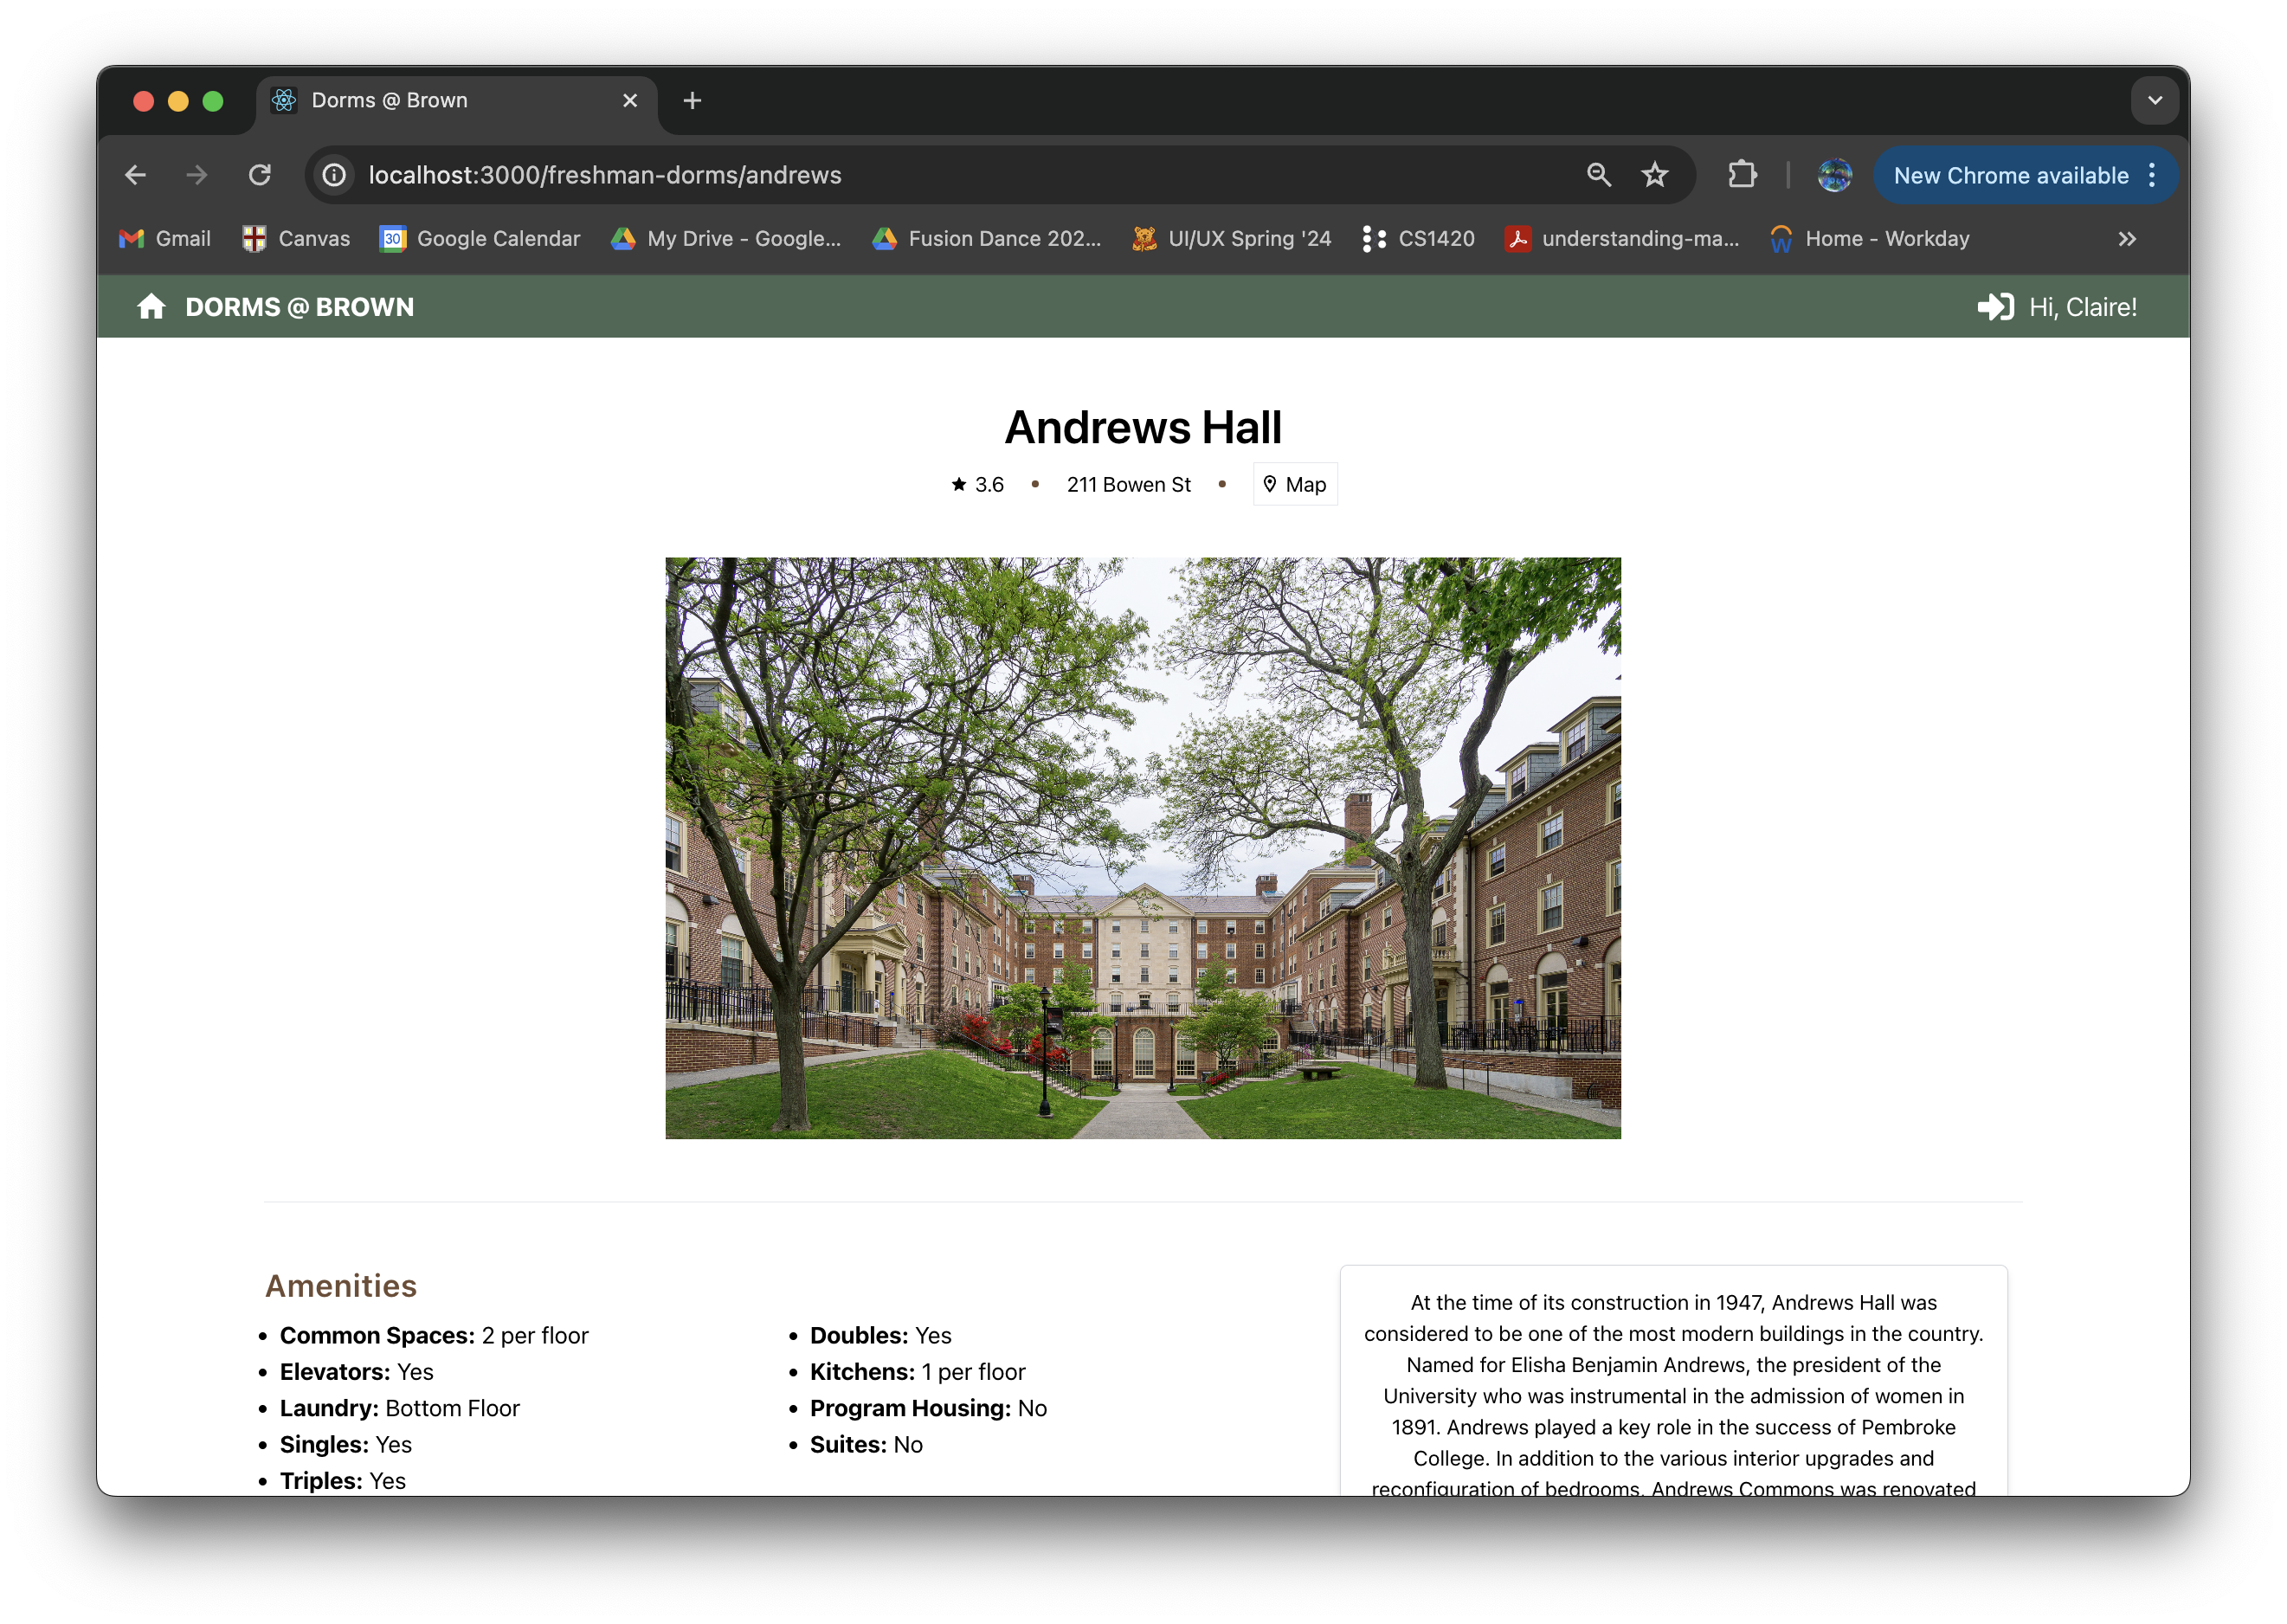 Dorms @ Brown
localhost:3000/freshman-dorms/andrews
New Chrome available
Gmail
Canvas
30
Google Calendar
My Drive - Google...
Fusion Dance 202...
UI/UX Spring '24
CS1420
understanding-ma...
Home - Workday
DORMS @ BROWN
Hi, Claire!
Andrews Hall
3.6 • 211 Bowen St • Map
Amenities
• Common Spaces: 2 per floor
• Elevators: Yes
• Laundry: Bottom Floor
• Singles: Yes
• Triples: Yes
• Doubles: Yes
• Kitchens: 1 per floor
• Program Housing: No
• Suites: No
At the time of its construction in 1947, Andrews Hall was
considered to be one of the most modern buildings in the country.
Named for Elisha Benjamin Andrews, the president of the
University who was instrumental in the admission of women in
1891. Andrews played a key role in the success of Pembroke
College. In addition to the various interior upgrades and
reconfiguration of bedrooms, Andrews Commons was renovated